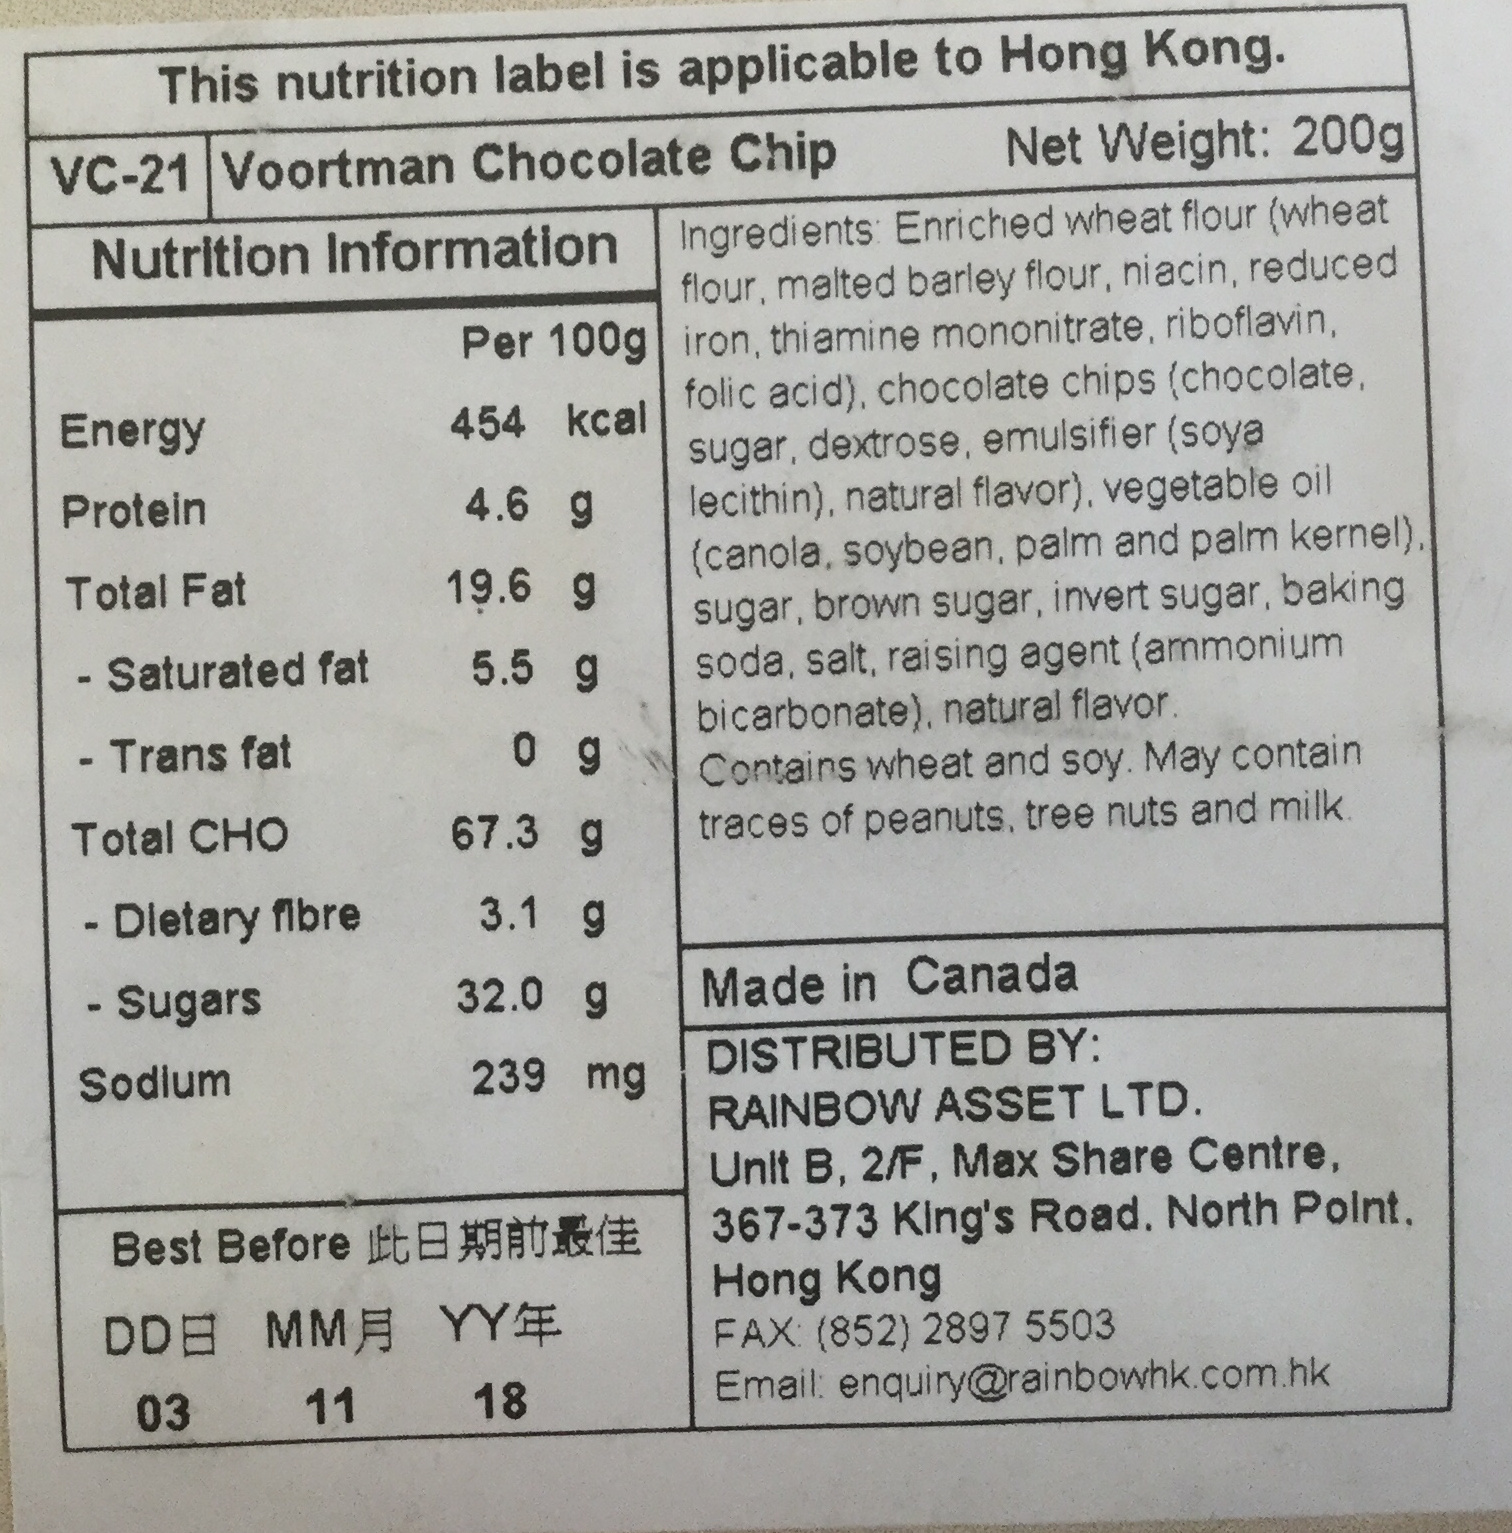 This nutrition label is applicable to Hong Kong.
VC-21 Voortman Chocolate Chip Net Weight: 200g
Nutrition Information
Per 100g
Energy 454 kcal
Protein 4.6 g
Total Fat 19.6 g
- Saturated fat 5.5 g
- Trans fat 0 g
Total CHO 67.3 g
- Dietary fibre 3.1 g
- Sugars 32.0 g
Sodium 239 mg
Best Before 此日期前最佳
DD日 MM月 YY年
03 11 18
Ingredients: Enriched wheat flour (wheat
flour, malted barley flour, niacin, reduced
iron, thiamine mononitrate, riboflavin,
folic acid), chocolate chips (chocolate,
sugar, dextrose, emulsifier (soya
lecithin), natural flavor), vegetable oil
(canola, soybean, palm and palm kernel),
sugar, brown sugar, invert sugar, baking
soda, salt, raising agent (ammonium
bicarbonate), natural flavor.
Contains wheat and soy. May contain
traces of peanuts, tree nuts and milk.
Made in Canada
DISTRIBUTED BY:
RAINBOW ASSET LTD.
Unit B, 2/F, Max Share Centre,
367-373 King's Road, North Point,
Hong Kong
FAX: (852) 2897 5503
Email: enquiry@rainbowhk.com.hk